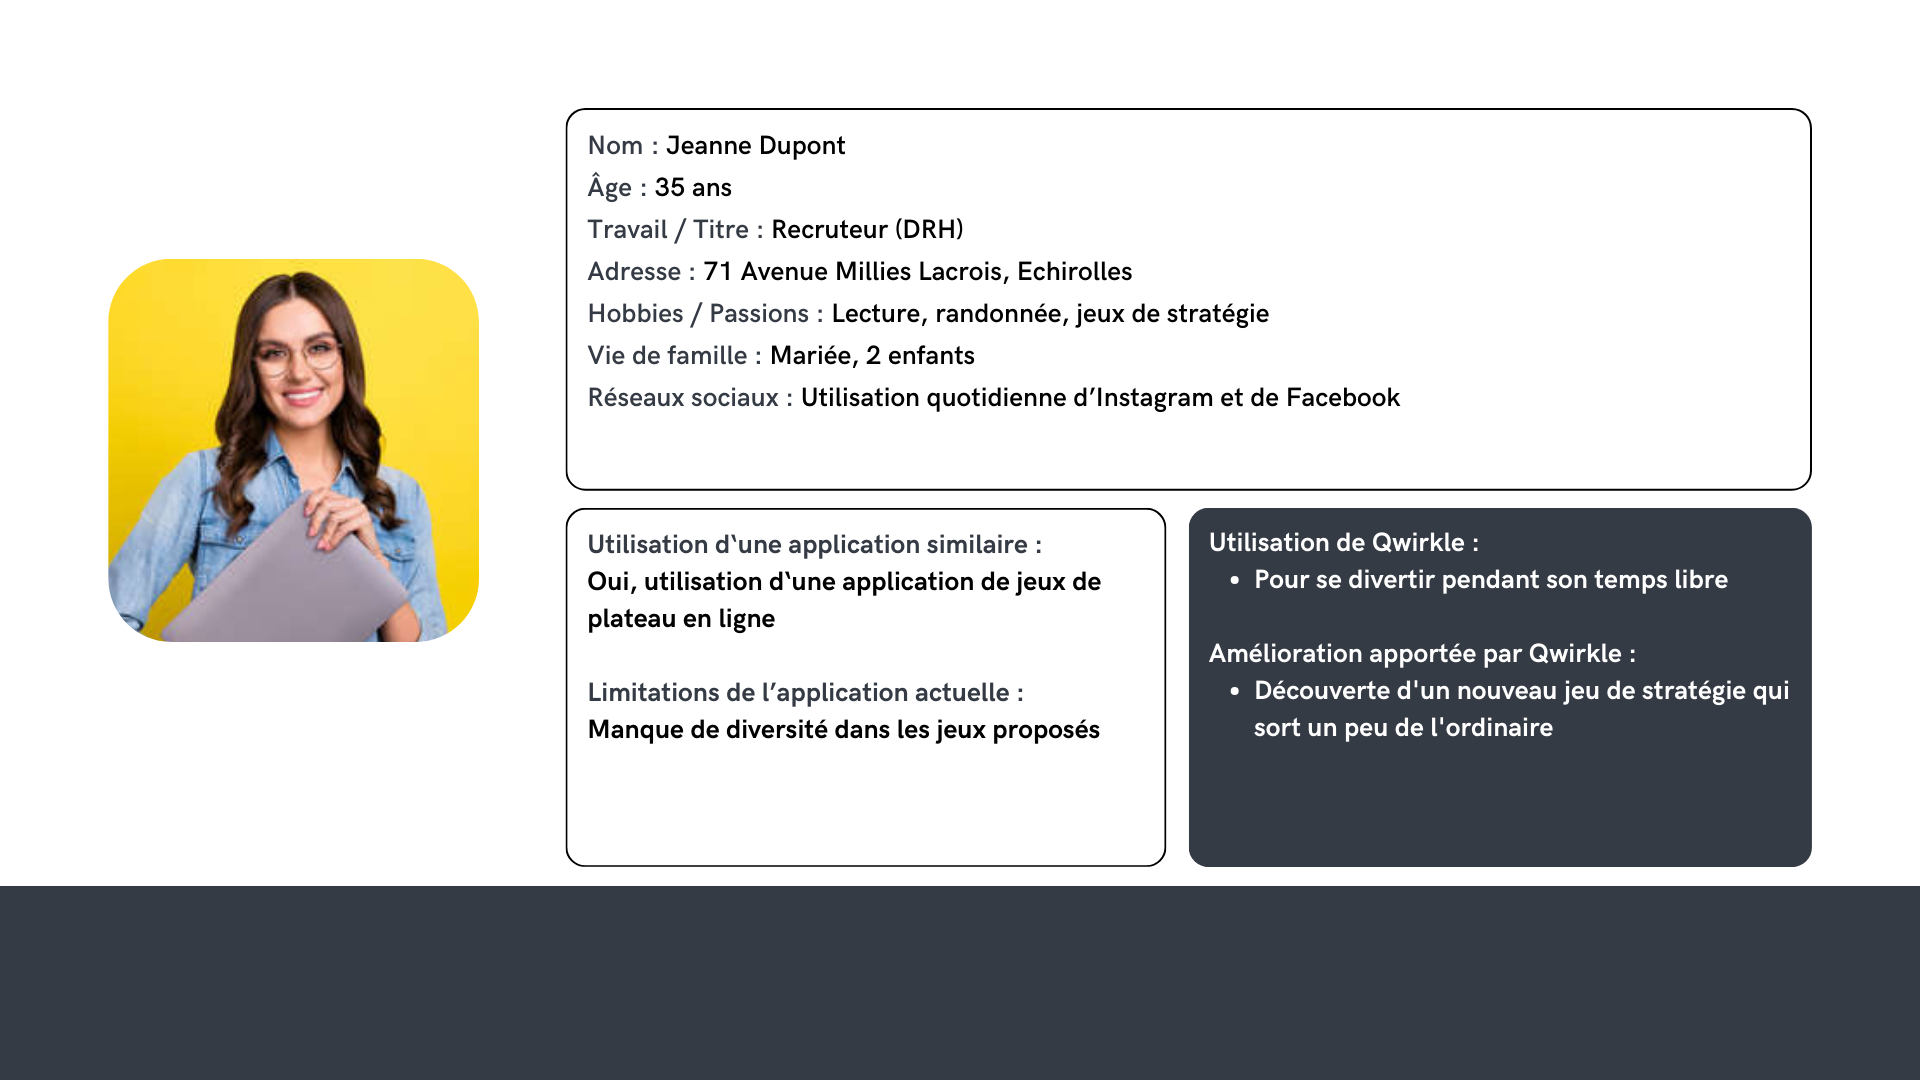 Nom : Jeanne Dupont
Âge : 35 ans
Travail / Titre : Recruteur (DRH)
Adresse : 71 Avenue Millies Lacrois, Echirolles
Hobbies / Passions : Lecture, randonnée, jeux de stratégie
Vie de famille : Mariée, 2 enfants
Réseaux sociaux : Utilisation quotidienne d’Instagram et de Facebook
Utilisation d‘une application similaire :
Oui, utilisation d‘une application de jeux de
plateau en ligne
Limitations de l’application actuelle :
Manque de diversité dans les jeux proposés
Utilisation de Qwirkle :
• Pour se divertir pendant son temps libre
Amélioration apportée par Qwirkle :
• Découverte d'un nouveau jeu de stratégie qui
sort un peu de l'ordinaire